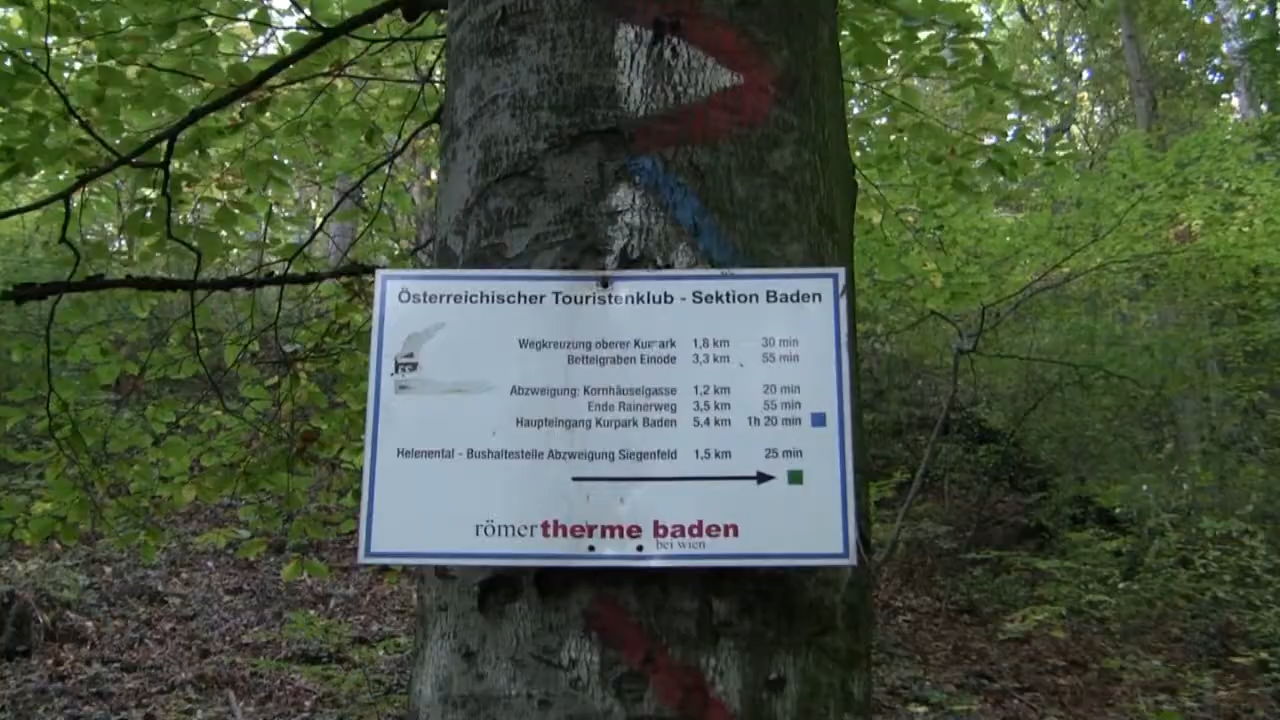 Österreichischer Touristenklub - Sektion Baden
Wegkreuzung oberer Kurpark 1,8 km 30 min
Bettelgraben Einode 3,3 km 55 min
Abzweigung: Kornhäuselgasse 1,2 km 20 min
Ende Rainerweg 3,5 km 55 min
Haupteingang Kurpark Baden 5,4 km 1h 20 min
Helenental - Bushaltestelle Abzweigung Siegenfeld 1,5 km 25 min
römertherme baden
bei wien